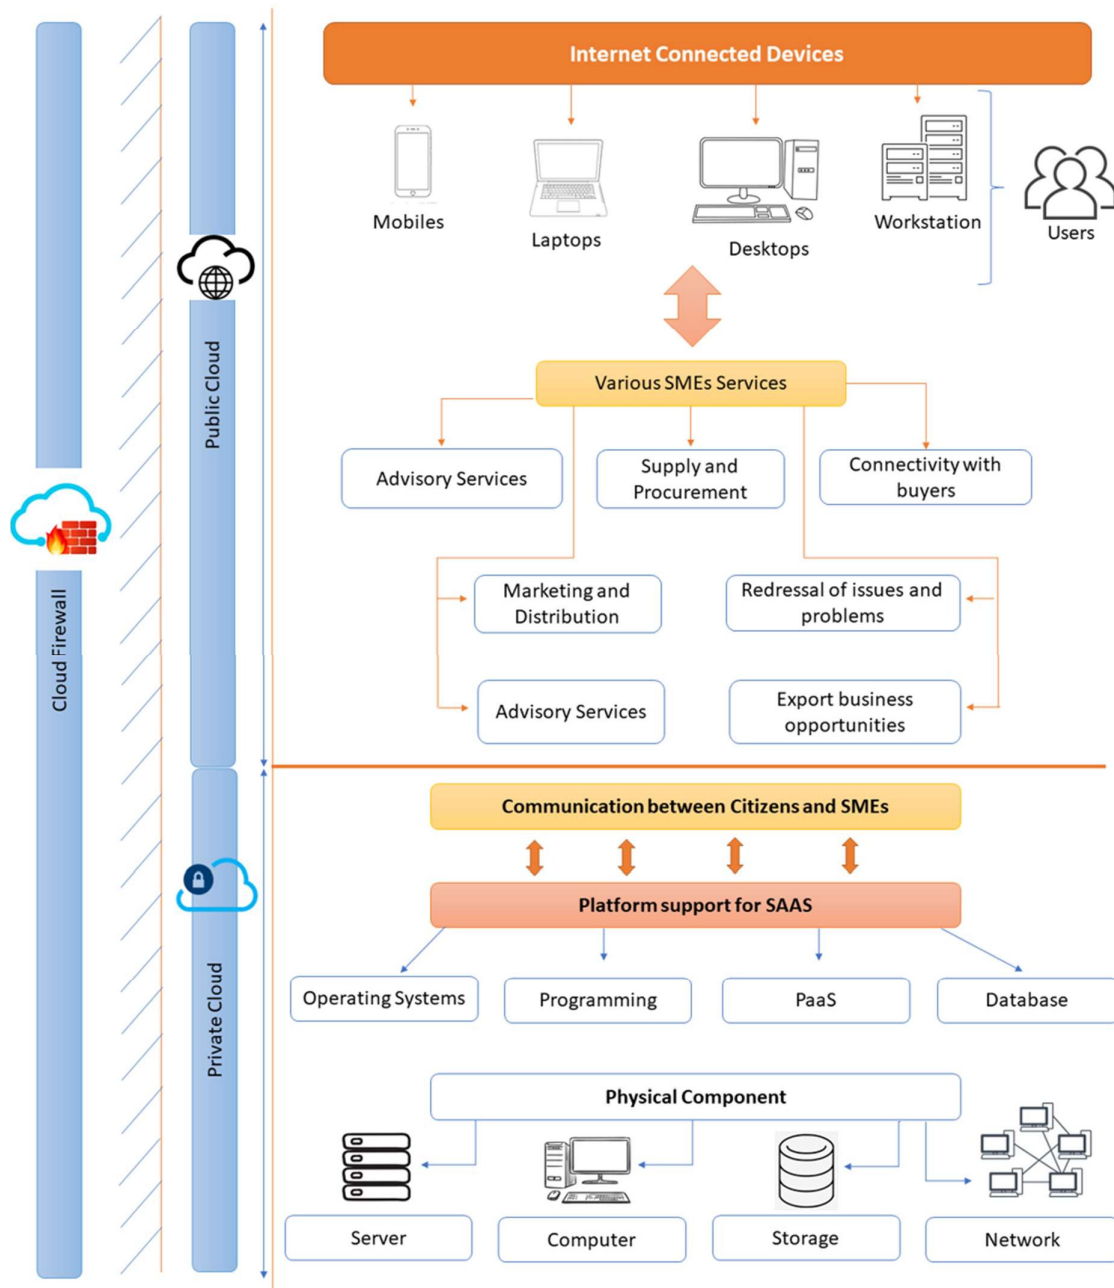 Internet Connected Devices
Mobiles
Laptops
Desktops
Workstation
Users
Various SMEs Services
Advisory Services
Supply and
Procurement
Connectivity with
buyers
Marketing and
Distribution
Redressal of issues and
problems
Advisory Services
Export business
opportunities
Public Cloud
Cloud Firewall
Communication between Citizens and SMEs
Platform support for SAAS
Operating Systems
Programming
PaaS
Database
Private Cloud
Physical Component
Server
Computer
Storage
Network